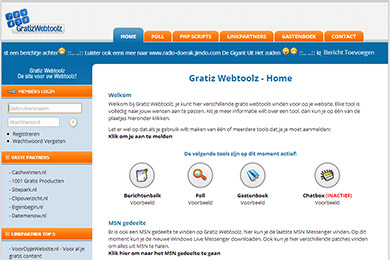 GratizWebtoolz
HOME
POLL
PHP SCRIPTS
LINKPARTNERS
GASTENBOEK
CONTACT
st een berichtje achter
::.. ..:: Luister ook eens mee naar www.radio-doerak.jimdo.com De Gigant Uit Het zuiden
::.. ..::
Bericht Toevoegen
Gratiz Webtoolz
De site voor uw Webtoolz!
MEMBERS LOGIN
Gebruikersnaam
Wachtwoord
Registreren
Wachtwoord Vergeten
VASTE PARTNERS
- Cashwinnen.nl
- 1001 Gratis Producten
- Sitepark.nl
- Clipoverzicht.nl
- Eigenbegin.nl
- Datemenow.nl
LINKPARTNER TOP 5
- VoorOpjeWebsite.nl - Voor al je gratis content
Gratiz Webtoolz - Home
Welkom
Welkom bij Gratiz Webtoolz, je kunt hier verschillende gratis webtools vinden voor op je website. Elke tool is
volledig naar jouw wensen aan te passen. Als je meer informatie wilt over een tool, dan kun je op één van de
plaatjes hieronder klikken.
Let er wel op dat als je gebruik wilt maken van één of meerdere tools dat je je moet aanmelden:
Klik om je aan te melden
De volgende tools zijn op dit moment actief:
Berichtenbalk
Voorbeeld
Poll
Voorbeeld
Gastenboek
Voorbeeld
Chatbox (INACTIEF)
Voorbeeld
MSN gedeelte
Er is ook een MSN gedeelte te vinden op Gratiz Webtoolz, hier kun je de laatste MSN Messenger vinden. Op dit
moment kun je de nieuwe Windows Live Messenger downloaden. Ook kun je hier verschillende patches vinden
om alles uit MSN te halen.
Klik hier om naar het MSN gedeelte te gaan